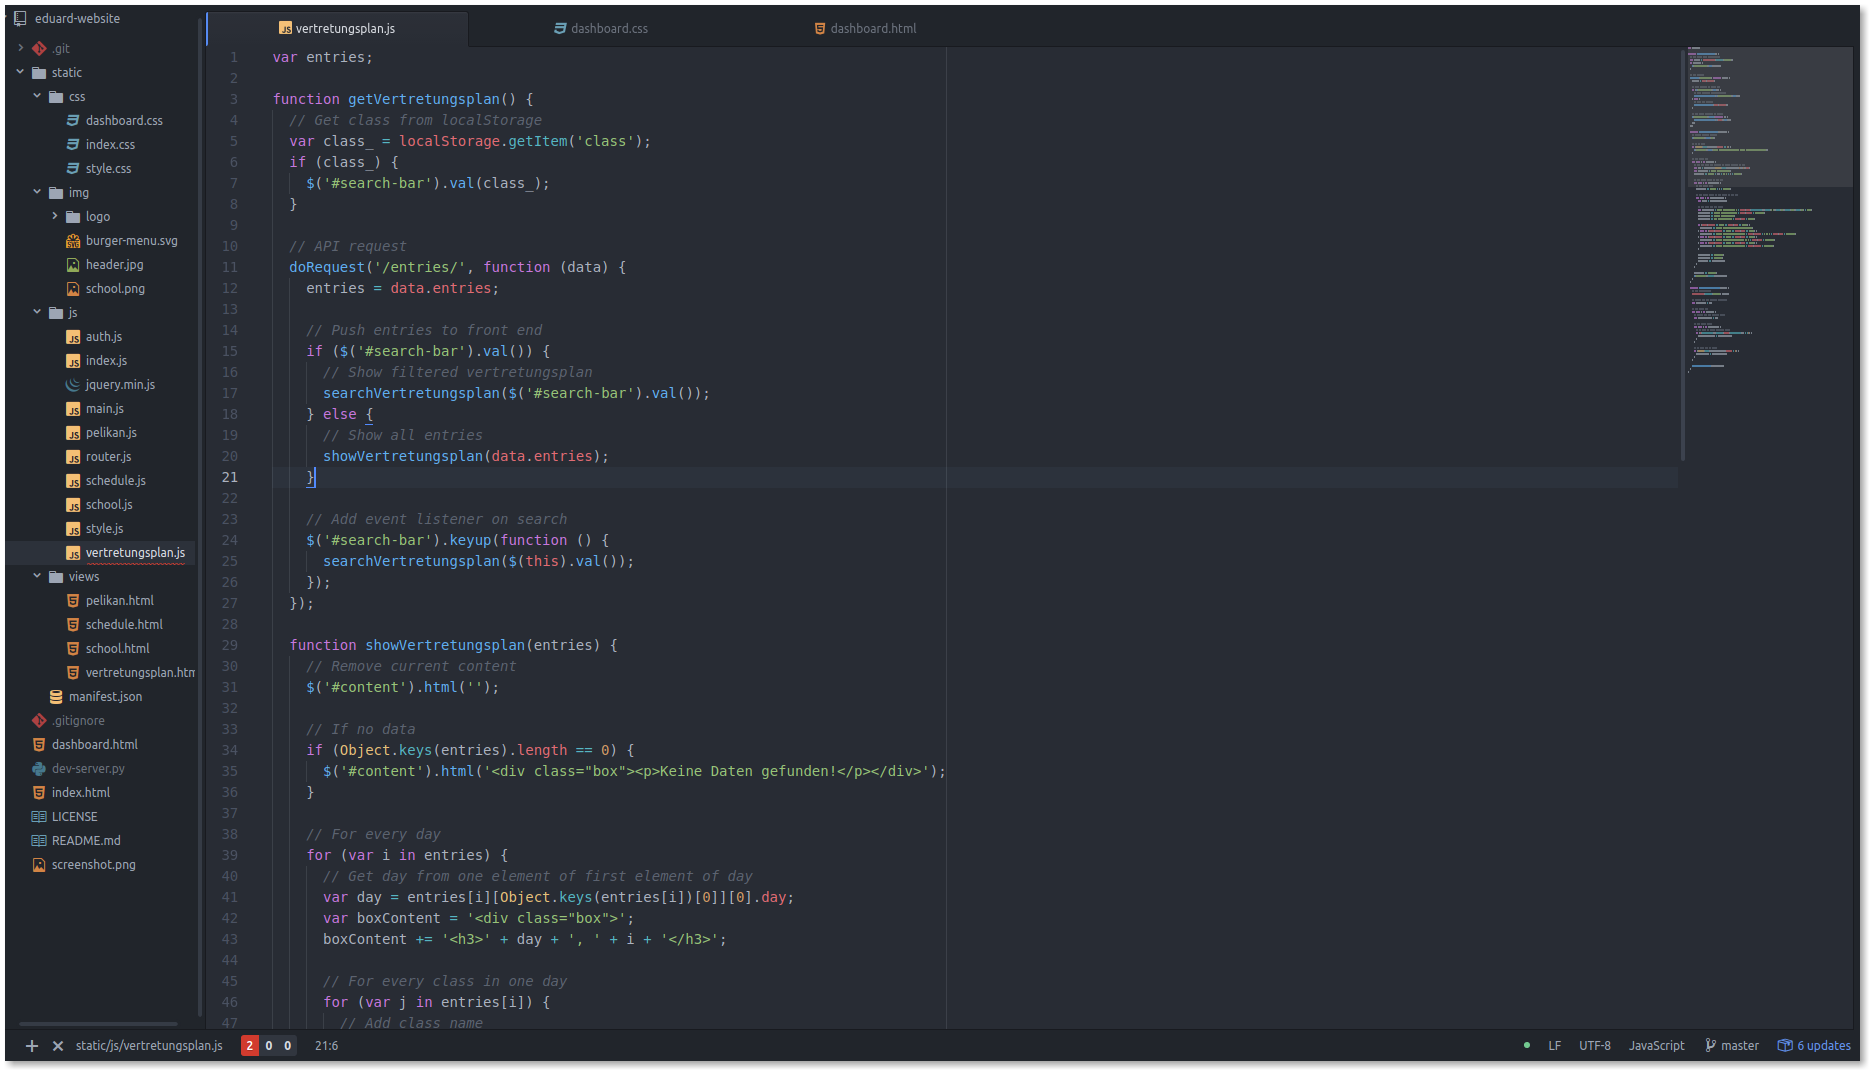 eduard-website
.git
static
css
dashboard.css
index.css
style.css
img
logo
burger-menu.svg
header.jpg
school.png
js
auth.js
index.js
jquery.min.js
main.js
pelikan.js
router.js
schedule.js
school.js
style.js
vertretungsplan.js
views
pelikan.html
schedule.html
school.html
vertretungsplan.htm
manifest.json
.gitignore
dashboard.html
dev-server.py
index.html
LICENSE
README.md
screenshot.png
vertretungsplan.js
dashboard.css
dashboard.html
1 var entries;
2
3 function getVertretungsplan() {
4 // Get class from localStorage
5 var class_ = localStorage.getItem('class');
6 if (class_) {
7 $('#search-bar').val(class_);
8 }
9
10 // API request
11 doRequest('/entries/', function (data) {
12 entries = data.entries;
13
14 // Push entries to front end
15 if ($('#search-bar').val()) {
16 // Show filtered vertretungsplan
17 searchVertretungsplan($('#search-bar').val());
18 } else {
19 // Show all entries
20 showVertretungsplan(data.entries);
21 }
22
23 // Add event listener on search
24 $('#search-bar').keyup(function () {
25 searchVertretungsplan($(this).val());
26 });
27 });
28
29 function showVertretungsplan(entries) {
30 // Remove current content
31 $('#content').html('');
32
33 // If no data
34 if (Object.keys(entries).length == 0) {
35 $('#content').html('<div class="box"><p>Keine Daten gefunden!</p></div>');
36 }
37
38 // For every day
39 for (var i in entries) {
40 // Get day from one element of first element of day
41 var day = entries[i][Object.keys(entries[i])[0]][0].day;
42 var boxContent = '<div class="box">';
43 boxContent += '<h3>' + day + ', ' + i + '</h3>';
44
45 // For every class in one day
46 for (var j in entries[i]) {
47 // Add class name
static/js/vertretungsplan.js 2 0 0 21:6 LF UTF-8 JavaScript master 6 updates